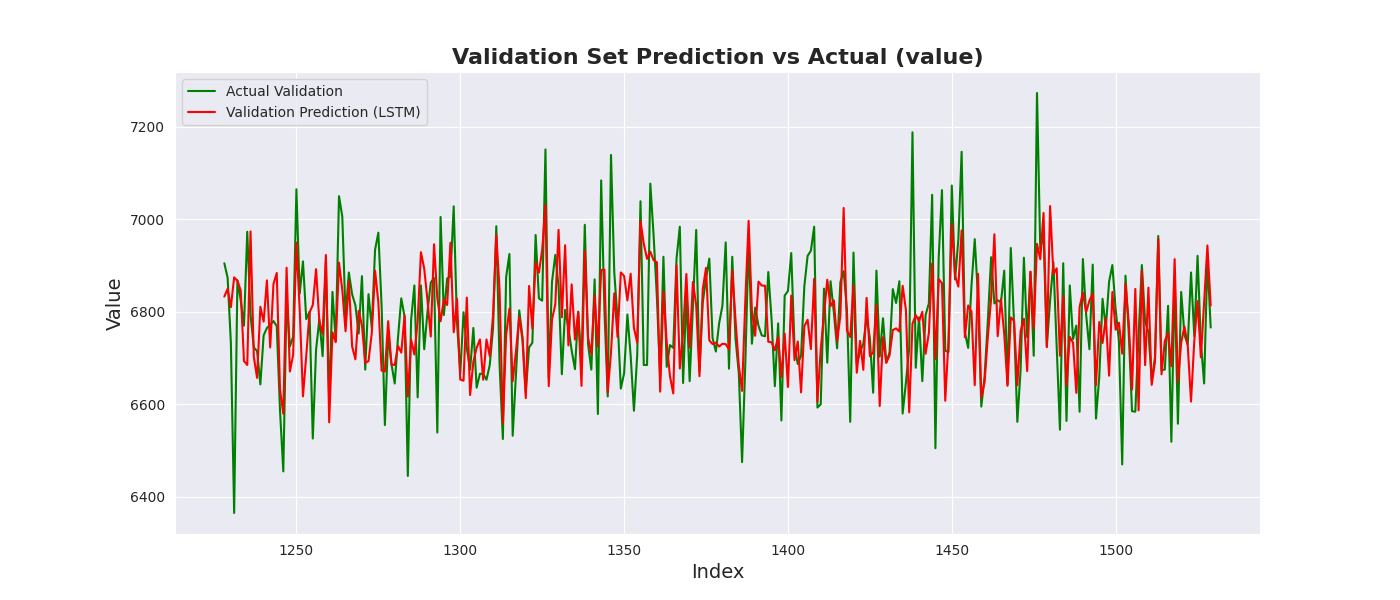 Validation Set Prediction vs Actual (value)
Actual Validation
Validation Prediction (LSTM)
Value
7200
7000
6800
6600
6400
1250 1300 1350 1400 1450 1500
Index